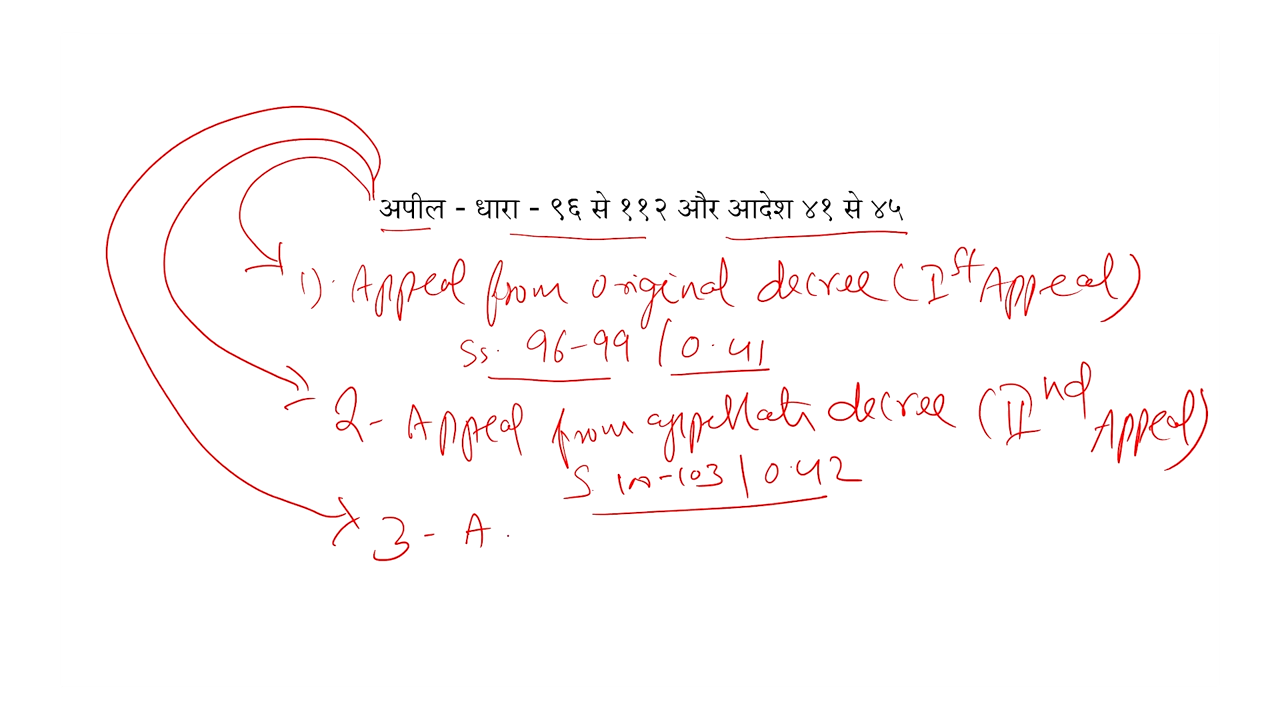 अपील - धारा - ९६ से ११२ और आदेश ४१ से ४५
1). Appeal from original decree (Ist Appeal)
Ss. 96-99 / O.41
2- Appeal from appellate decree (IInd Appeal)
S. 100-103 / O.42
3- A.